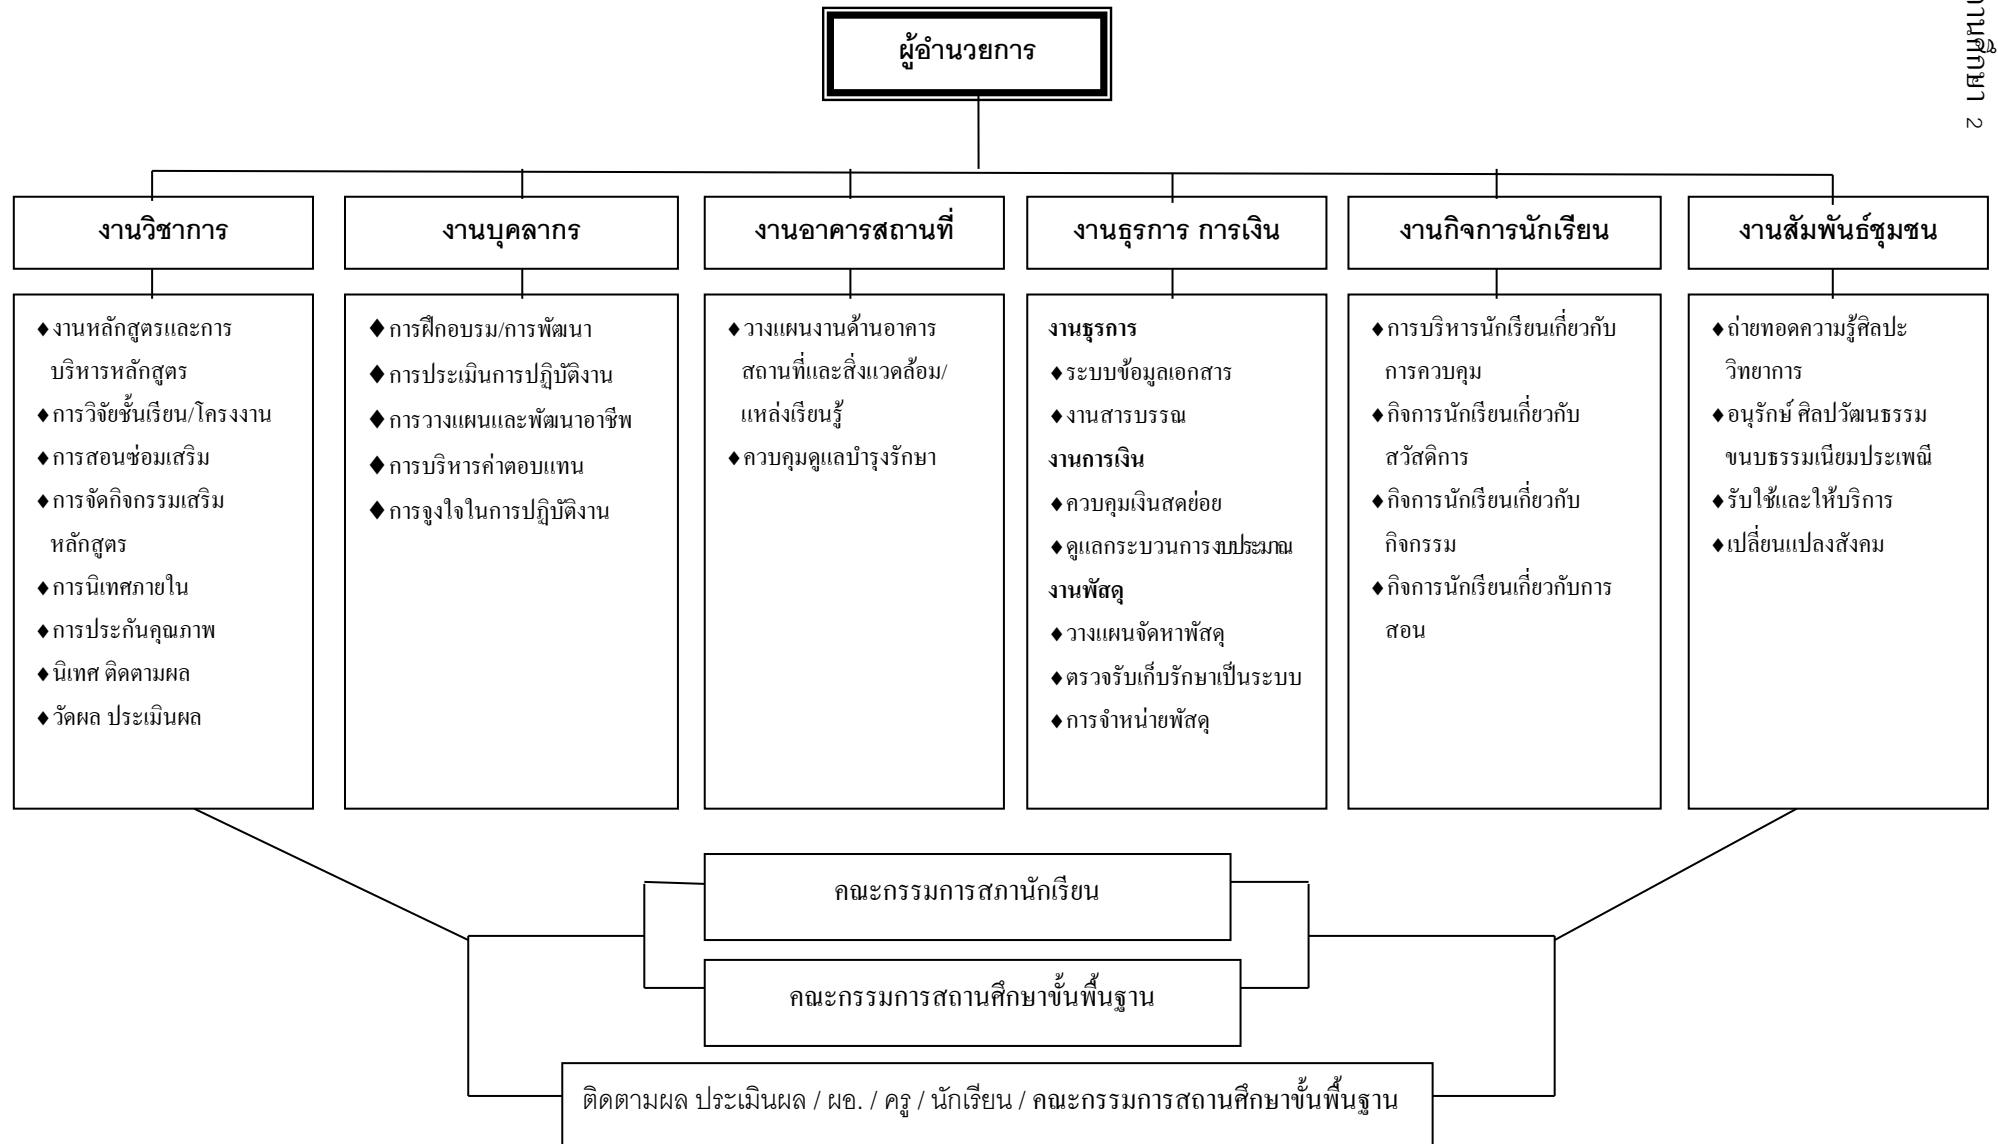 ผู้อำนวยการ
2
งานวิชาการ
งานบุคลากร
งานอาคารสถานที่
งานธุรการ การเงิน
งานกิจการนักเรียน
งานสัมพันธ์ชุมชน
♦งานหลักสูตรและการ
บริหารหลักสูตร
♦การวิจัยชั้นเรียน/โครงงาน
♦การสอนซ่อมเสริม
♦การจัดกิจกรรมเสริม
หลักสูตร
♦การนิเทศภายใน
♦การประกันคุณภาพ
♦นิเทศ ติดตามผล
♦วัดผล ประเมินผล
♦การฝึกอบรม/การพัฒนา
♦การประเมินการปฏิบัติงาน
♦การวางแผนและพัฒนาอาชีพ
♦การบริหารค่าตอบแทน
♦การจูงใจในการปฏิบัติงาน
♦วางแผนงานด้านอาคาร
สถานที่และสิ่งแวดล้อม/
แหล่งเรียนรู้
♦ควบคุมดูแลบำรุงรักษา
งานธุรการ
♦ระบบข้อมูลเอกสาร
♦งานสารบรรณ
งานการเงิน
♦ควบคุมเงินสดย่อย
♦ดูแลกระบวนการงบประมาณ
งานพัสดุ
♦วางแผนจัดหาพัสดุ
♦ตรวจรับเก็บรักษาเป็นระบบ
♦การจำหน่ายพัสดุ
♦การบริหารนักเรียนเกี่ยวกับ
การควบคุม
♦กิจการนักเรียนเกี่ยวกับ
สวัสดิการ
♦กิจการนักเรียนเกี่ยวกับ
กิจกรรม
♦กิจการนักเรียนเกี่ยวกับการ
สอน
♦ถ่ายทอดความรู้ศิลปะ
วิทยาการ
♦อนุรักษ์ ศิลปวัฒนธรรม
ขนบธรรมเนียมประเพณี
♦รับใช้และให้บริการ
♦เปลี่ยนแปลงสังคม
คณะกรรมการสภานักเรียน
คณะกรรมการสถานศึกษาขั้นพื้นฐาน
ติดตามผล ประเมินผล / ผอ. / ครู / นักเรียน / คณะกรรมการสถานศึกษาขั้นพื้นฐาน